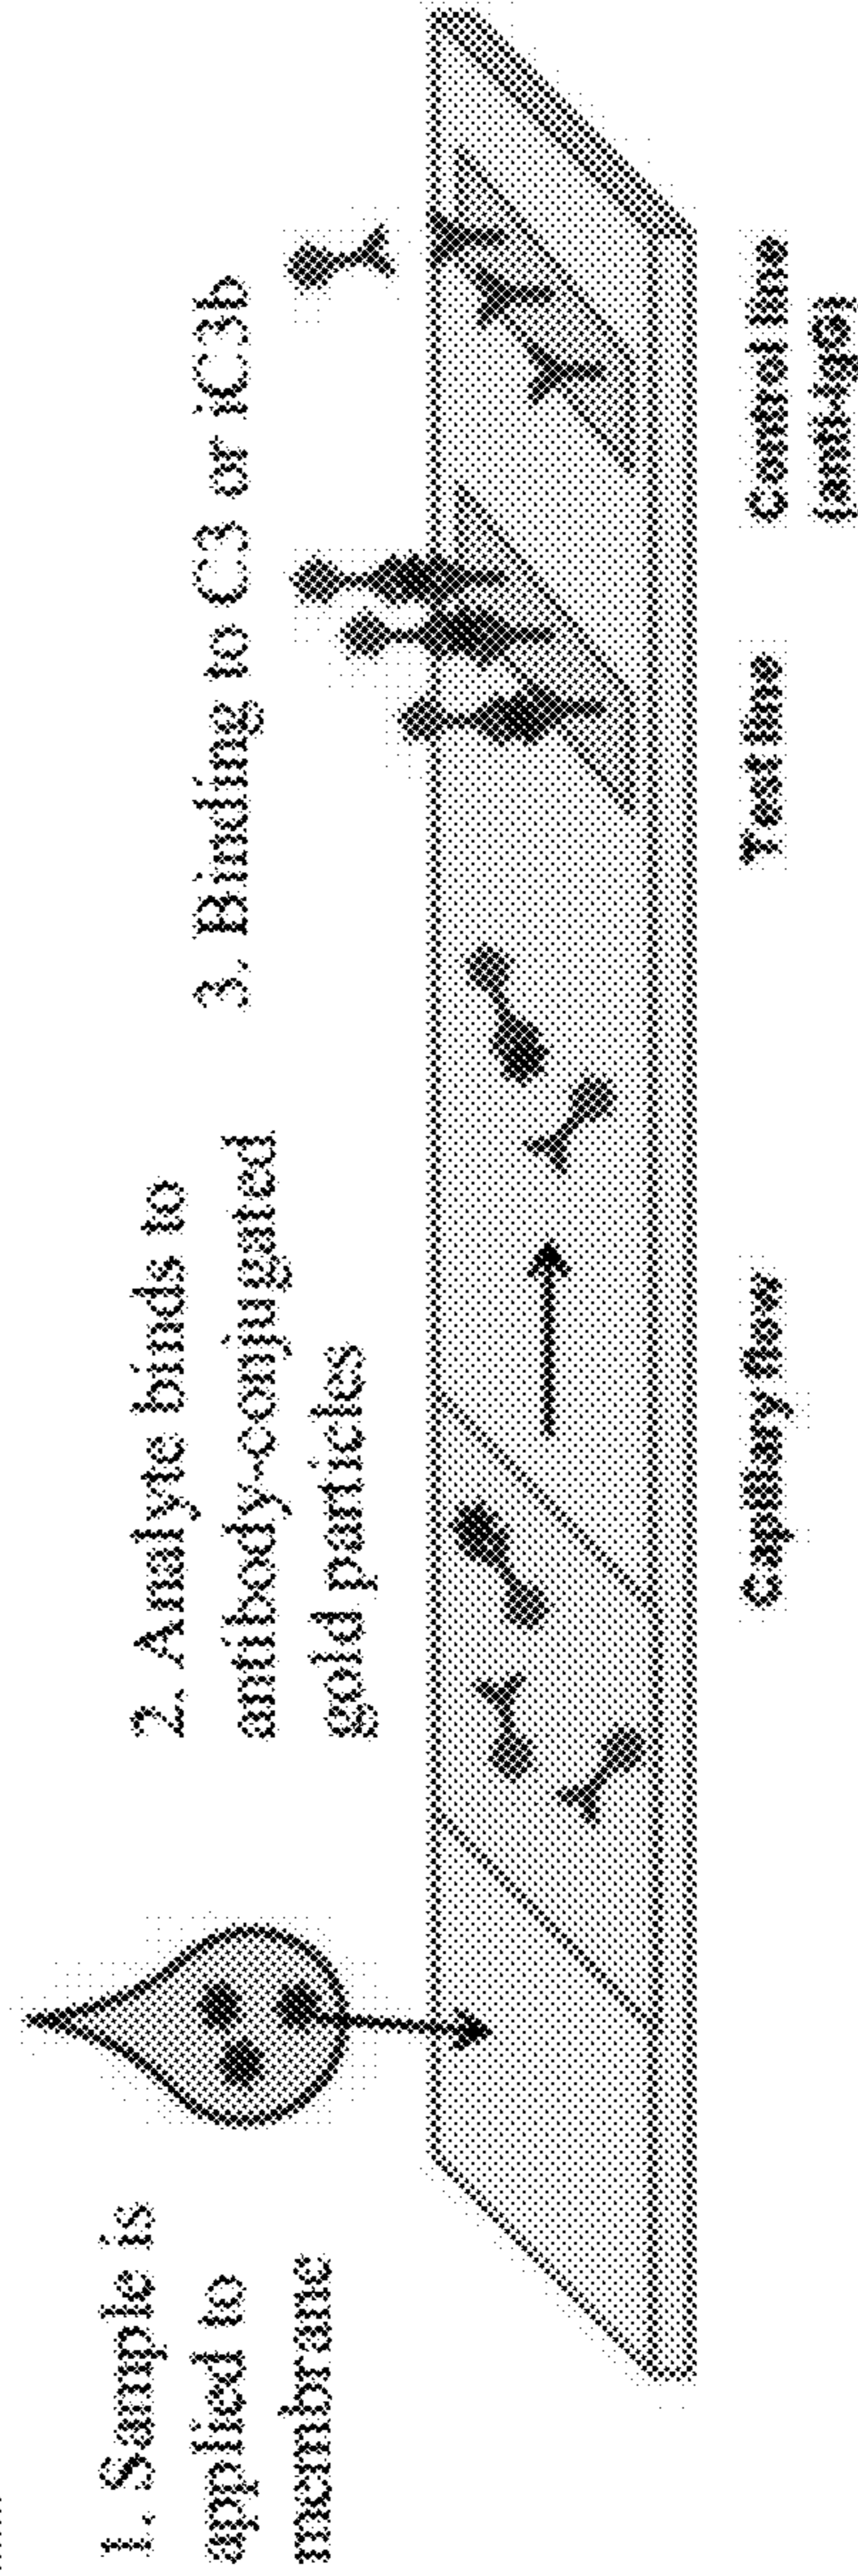 1. Sample is
applied to
membrane
2. Analyte binds to
antibody-conjugated
gold particles
3. Binding to C3 or iC3b
Capillary flow
Test line
Control line
(anti-IgG)